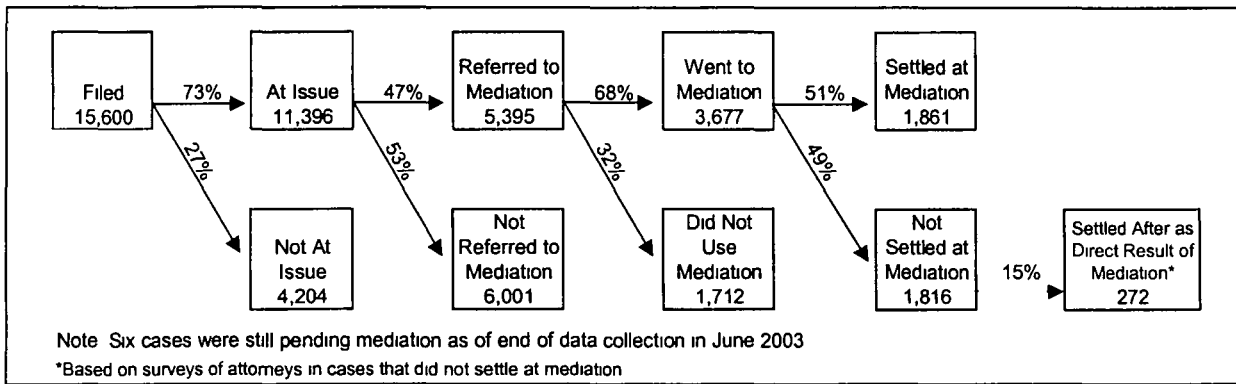 Filed
15,600
73%
27%
At Issue
11,396
47%
53%
Referred to
Mediation
5,395
68%
32%
Went to
Mediation
3,677
51%
49%
Settled at
Mediation
1,861
Not At
Issue
4,204
Not
Referred to
Mediation
6,001
Did Not
Use
Mediation
1,712
Not
Settled at
Mediation
1,816
15%
Settled After as
Direct Result of
Mediation*
272
Note Six cases were still pending mediation as of end of data collection in June 2003
*Based on surveys of attorneys in cases that did not settle at mediation